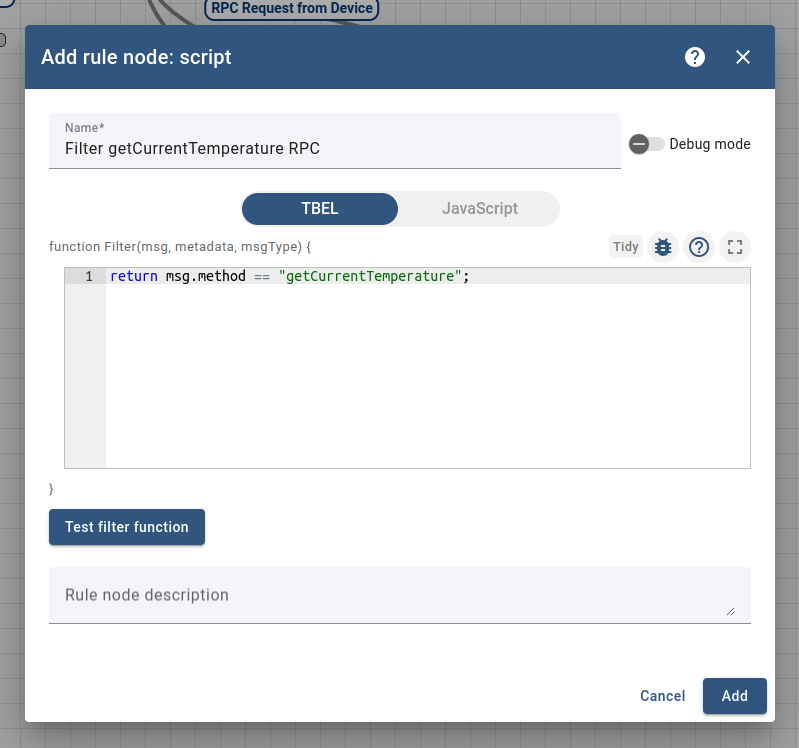 RPC Request from Device
Add rule node: script
?
Name*
Filter getCurrentTemperature RPC
Debug mode
TBEL
JavaScript
function Filter(msg, metadata, msgType) {
Tidy
?
1 return msg.method == "getCurrentTemperature";
}
Test filter function
Rule node description
Cancel
Add